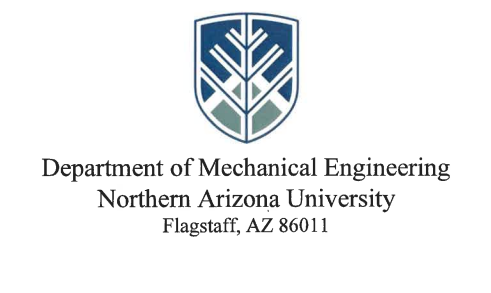 Department of Mechanical Engineering
Northern Arizona University
Flagstaff, AZ 86011